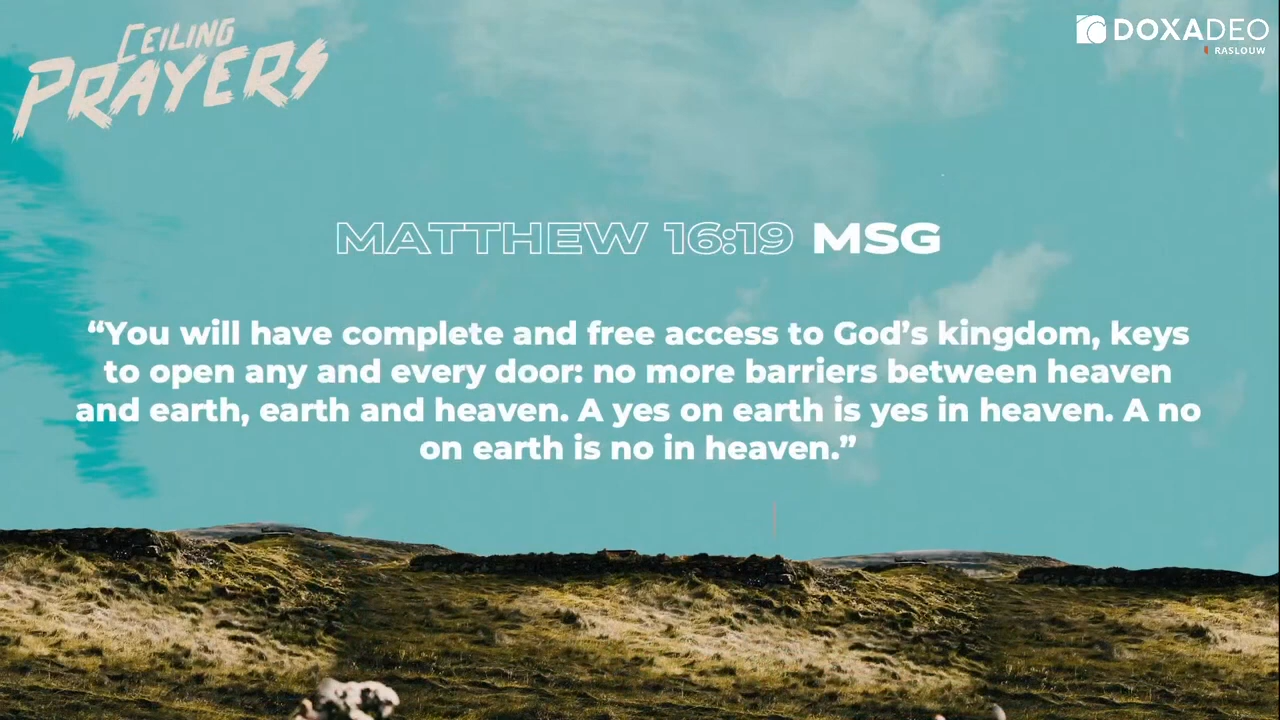 CEILING
PRAYERS
DOXADEO
RASLOUW
MATTHEW 16:19 MSG
“You will have complete and free access to God’s kingdom, keys
to open any and every door: no more barriers between heaven
and earth, earth and heaven. A yes on earth is yes in heaven. A no
on earth is no in heaven.”